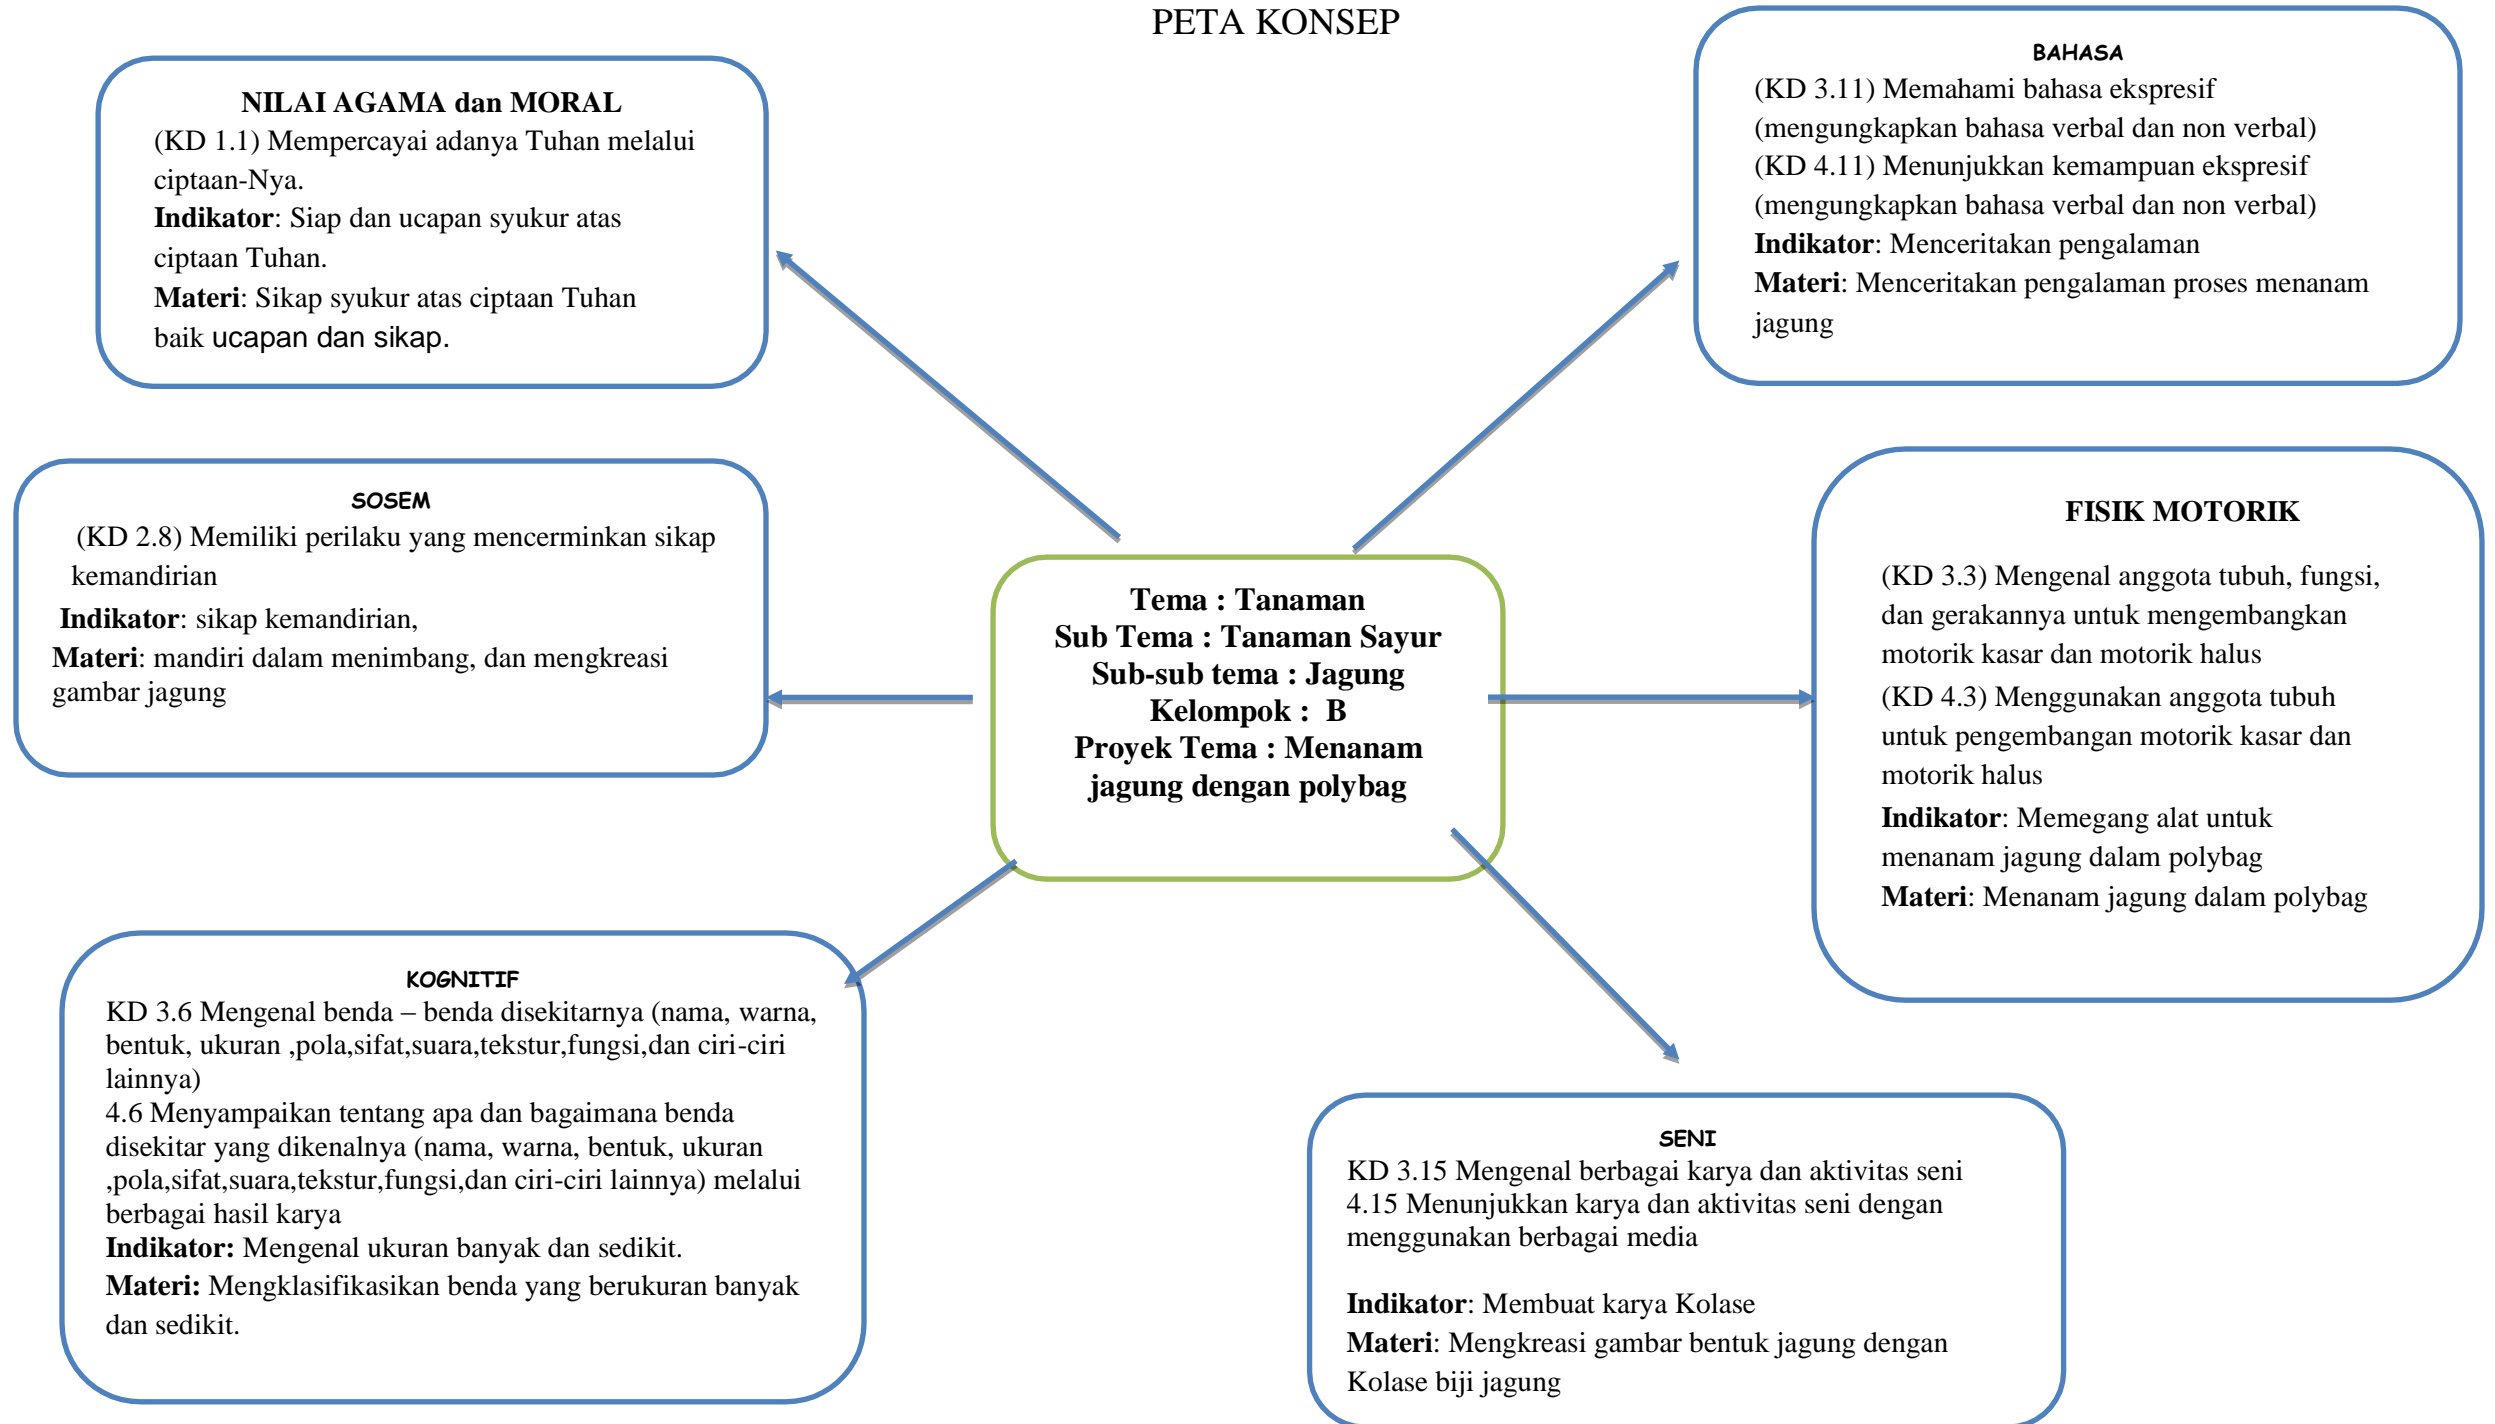 PETA KONSEP
NILAI AGAMA dan MORAL
(KD 1.1) Mempercayai adanya Tuhan melalui
ciptaan-Nya.
Indikator: Siap dan ucapan syukur atas
ciptaan Tuhan.
Materi: Sikap syukur atas ciptaan Tuhan
baik ucapan dan sikap.
BAHASA
(KD 3.11) Memahami bahasa ekspresif
(mengungkapkan bahasa verbal dan non verbal)
(KD 4.11) Menunjukkan kemampuan ekspresif
(mengungkapkan bahasa verbal dan non verbal)
Indikator: Menceritakan pengalaman
Materi: Menceritakan pengalaman proses menanam
jagung
SOSEM
(KD 2.8) Memiliki perilaku yang mencerminkan sikap
kemandirian
Indikator: sikap kemandirian,
Materi: mandiri dalam menimbang, dan mengkreasi
gambar jagung
Tema : Tanaman
Sub Tema : Tanaman Sayur
Sub-sub tema : Jagung
Kelompok :  B
Proyek Tema : Menanam
jagung dengan polybag
FISIK MOTORIK
(KD 3.3) Mengenal anggota tubuh, fungsi,
dan gerakannya untuk mengembangkan
motorik kasar dan motorik halus
(KD 4.3) Menggunakan anggota tubuh
untuk pengembangan motorik kasar dan
motorik halus
Indikator: Memegang alat untuk
menanam jagung dalam polybag
Materi: Menanam jagung dalam polybag
KOGNITIF
KD 3.6 Mengenal benda – benda disekitarnya (nama, warna,
bentuk, ukuran ,pola,sifat,suara,tekstur,fungsi,dan ciri-ciri
lainnya)
4.6 Menyampaikan tentang apa dan bagaimana benda
disekitar yang dikenalnya (nama, warna, bentuk, ukuran
,pola,sifat,suara,tekstur,fungsi,dan ciri-ciri lainnya) melalui
berbagai hasil karya
Indikator: Mengenal ukuran banyak dan sedikit.
Materi: Mengklasifikasikan benda yang berukuran banyak
dan sedikit.
SENI
KD 3.15 Mengenal berbagai karya dan aktivitas seni
4.15 Menunjukkan karya dan aktivitas seni dengan
menggunakan berbagai media
Indikator: Membuat karya Kolase
Materi: Mengkreasi gambar bentuk jagung dengan
Kolase biji jagung